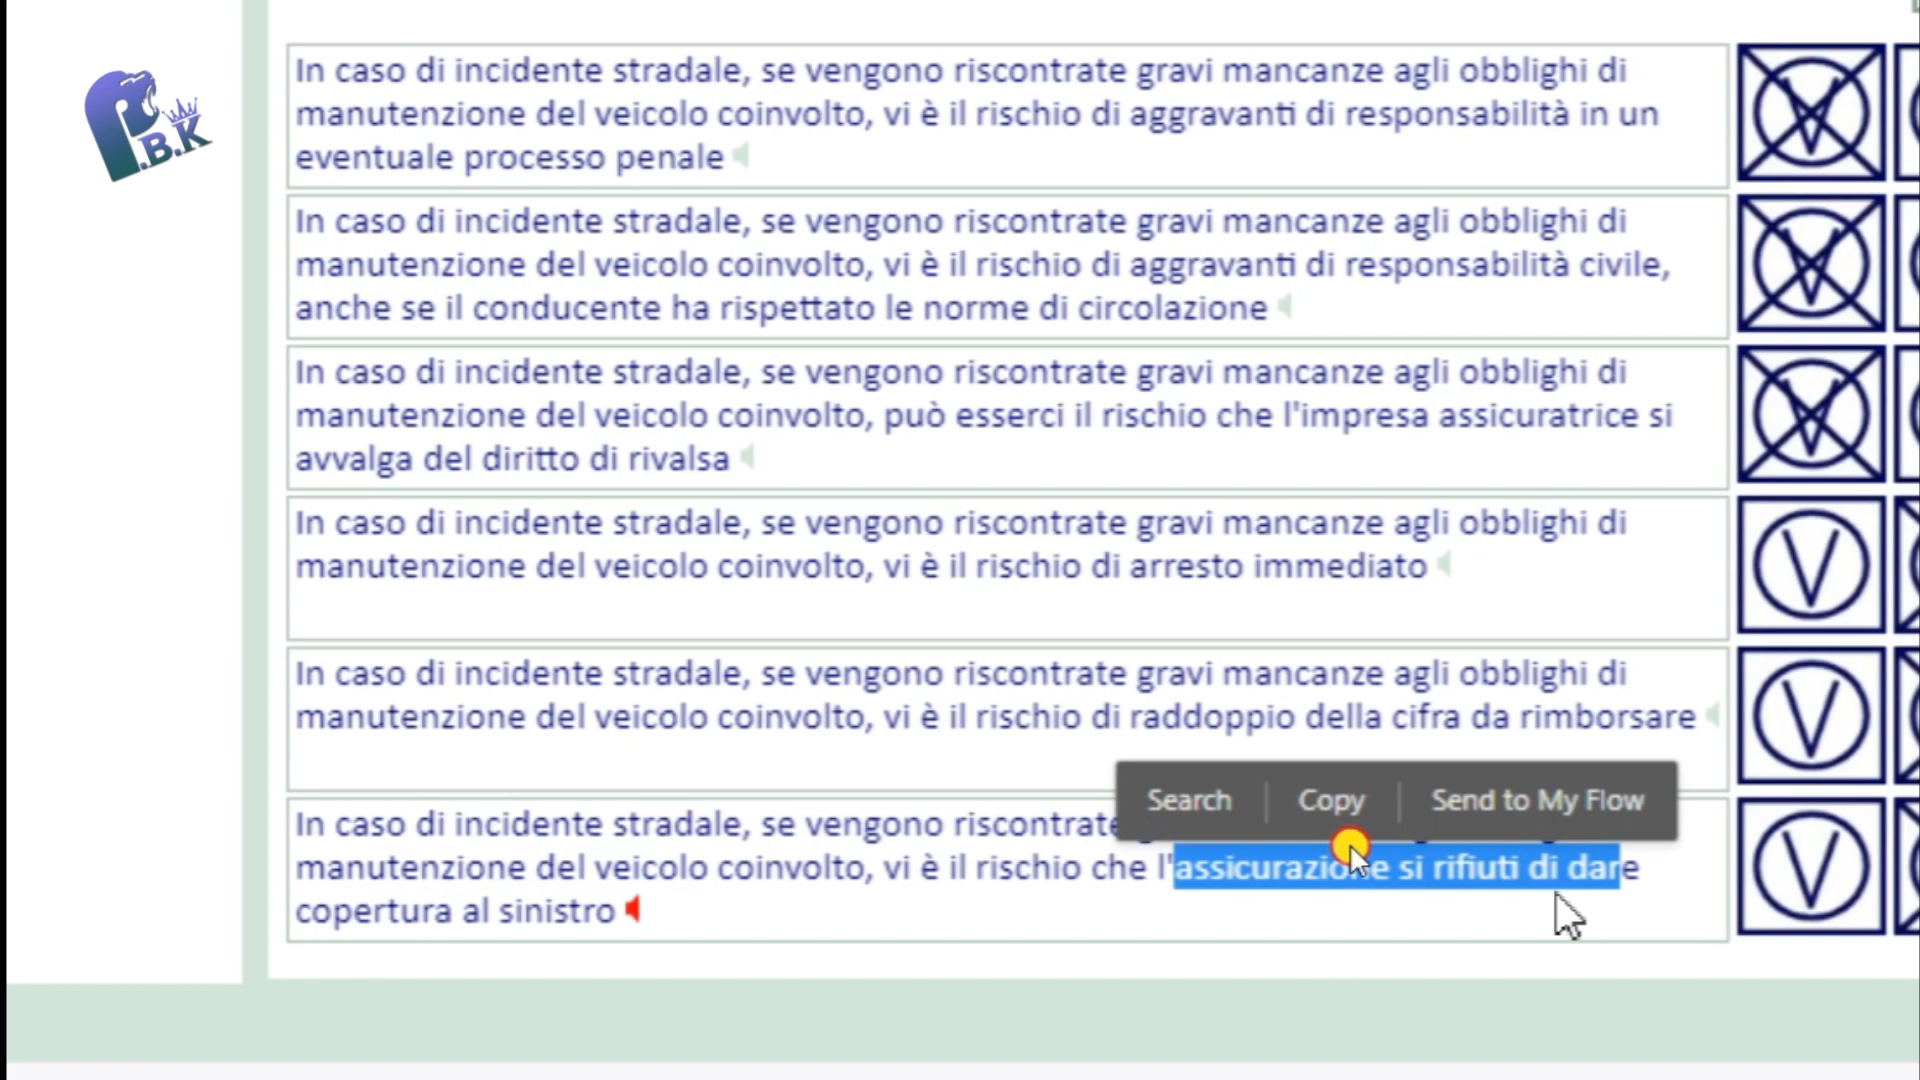 P.B.K
In caso di incidente stradale, se vengono riscontrate gravi mancanze agli obblighi di
manutenzione del veicolo coinvolto, vi è il rischio di aggravanti di responsabilità in un
eventuale processo penale
V
In caso di incidente stradale, se vengono riscontrate gravi mancanze agli obblighi di
manutenzione del veicolo coinvolto, vi è il rischio di aggravanti di responsabilità civile,
anche se il conducente ha rispettato le norme di circolazione
V
In caso di incidente stradale, se vengono riscontrate gravi mancanze agli obblighi di
manutenzione del veicolo coinvolto, può esserci il rischio che l'impresa assicuratrice si
avvalga del diritto di rivalsa
V
In caso di incidente stradale, se vengono riscontrate gravi mancanze agli obblighi di
manutenzione del veicolo coinvolto, vi è il rischio di arresto immediato
V
In caso di incidente stradale, se vengono riscontrate gravi mancanze agli obblighi di
manutenzione del veicolo coinvolto, vi è il rischio di raddoppio della cifra da rimborsare
V
Search Copy Send to My Flow
In caso di incidente stradale, se vengono riscontrate
manutenzione del veicolo coinvolto, vi è il rischio che l'assicurazione si rifiuti di dare
copertura al sinistro
V